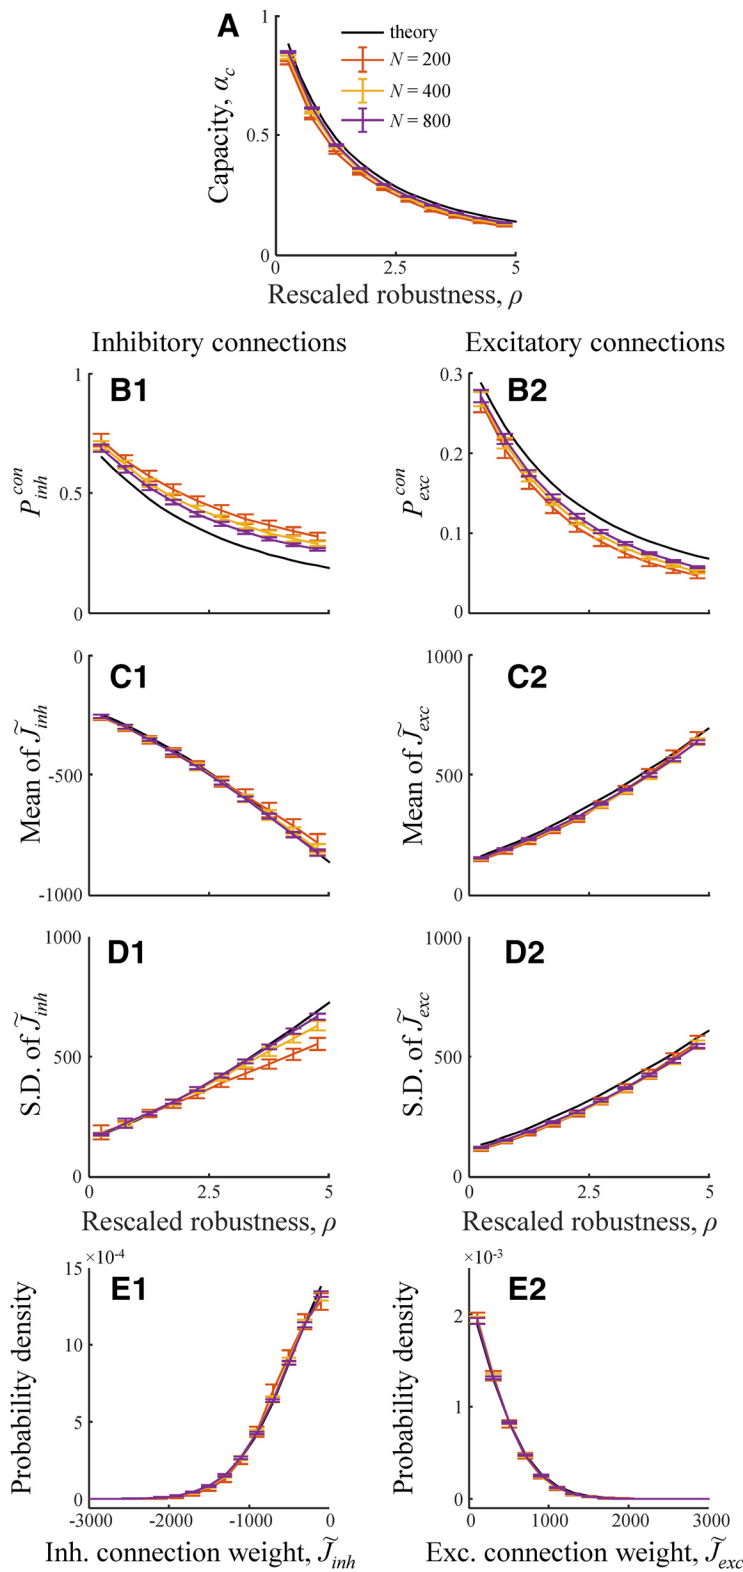 A
1
0.5
0
Capacity, α_c
theory
N = 200
N = 400
N = 800
0 2.5 5
Rescaled robustness, ρ
Inhibitory connections Excitatory connections
B1
1
0.5
0
P_inh^con
B2
0.3
0.2
0.1
0
P_exc^con
C1
0
-500
-1000
Mean of J̃_inh
C2
1000
500
0
Mean of J̃_exc
D1
1000
500
0
S.D. of J̃_inh
0 2.5 5
Rescaled robustness, ρ
D2
1000
500
0
S.D. of J̃_exc
0 2.5 5
Rescaled robustness, ρ
E1
×10⁻⁴
15
10
5
0
Probability density
-3000 -2000 -1000 0
Inh. connection weight, J̃_inh
E2
×10⁻³
2
1
0
Probability density
0 1000 2000 3000
Exc. connection weight, J̃_exc